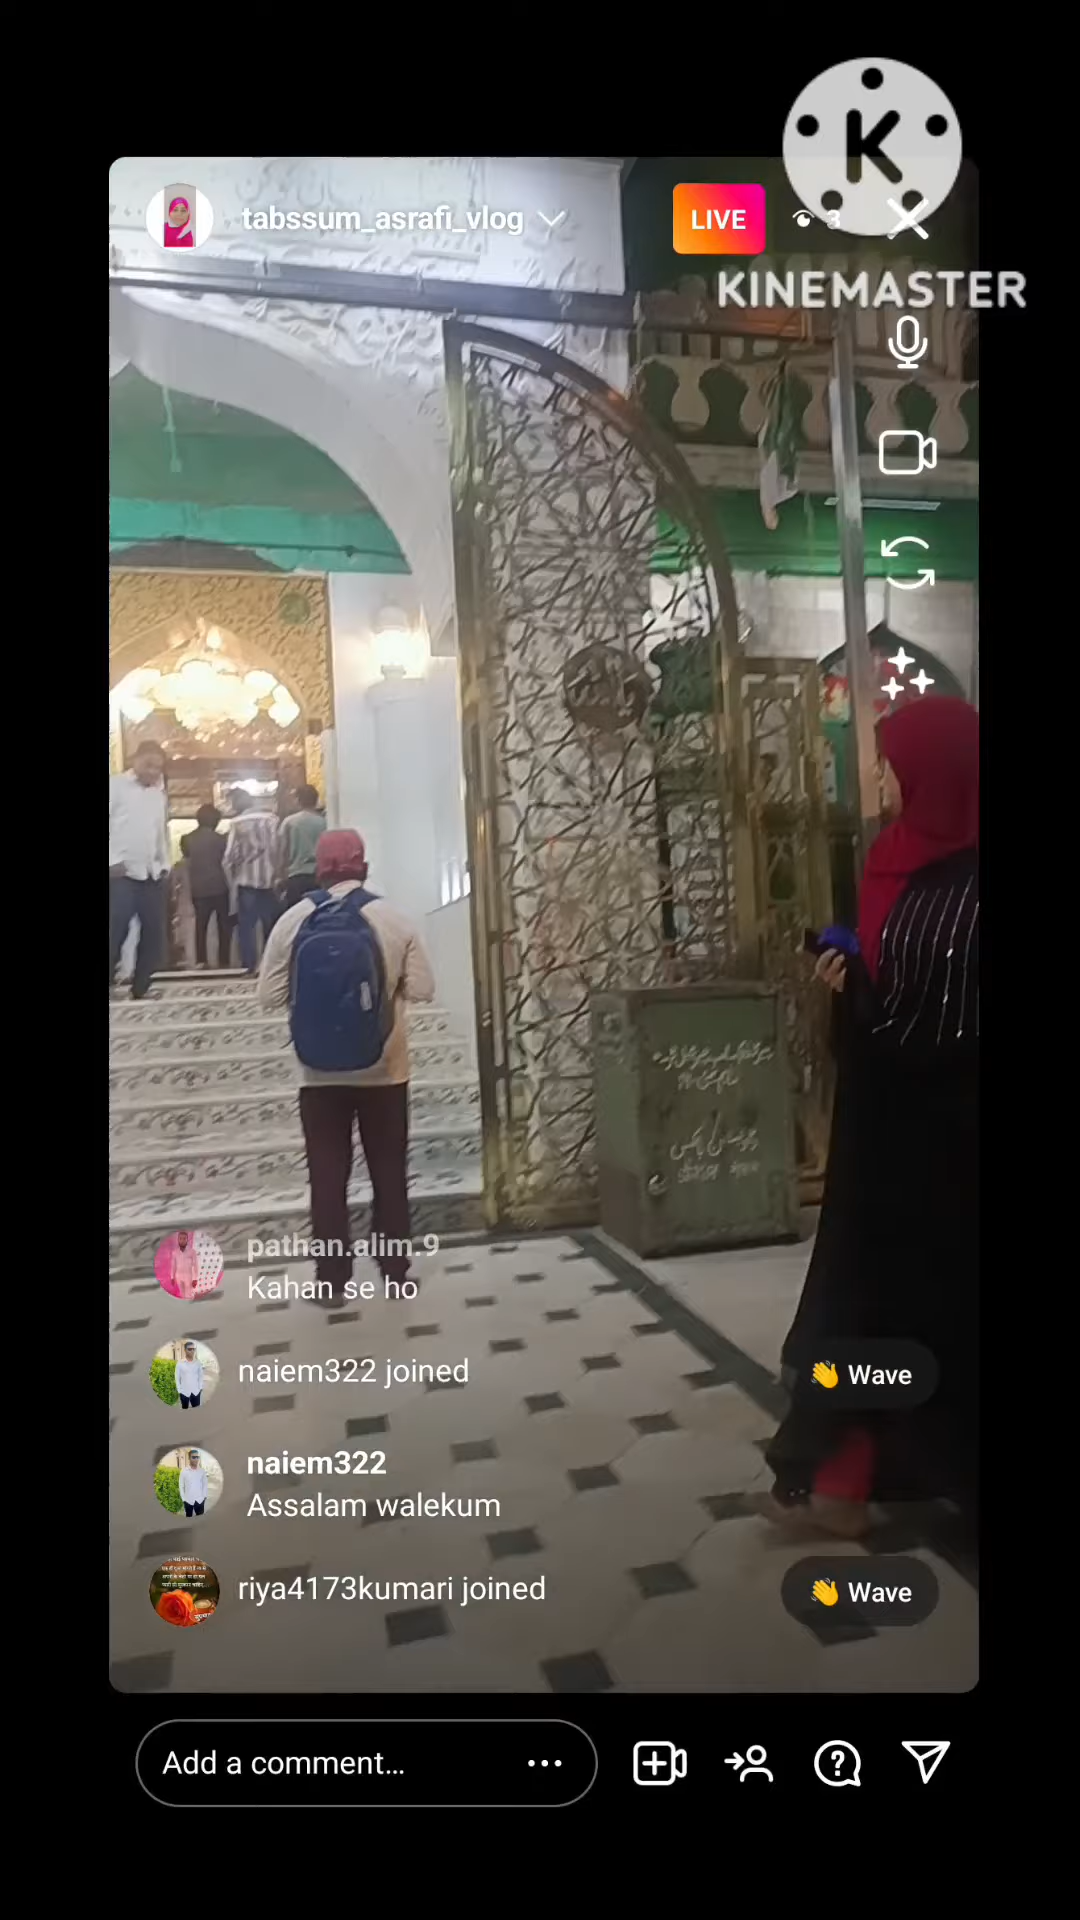 tabssum_asrafi_vlog
LIVE
3
KINEMASTER
pathan.alim.9
Kahan se ho
naiem322 joined
Wave
naiem322
Assalam walekum
riya4173kumari joined
Wave
Add a comment...